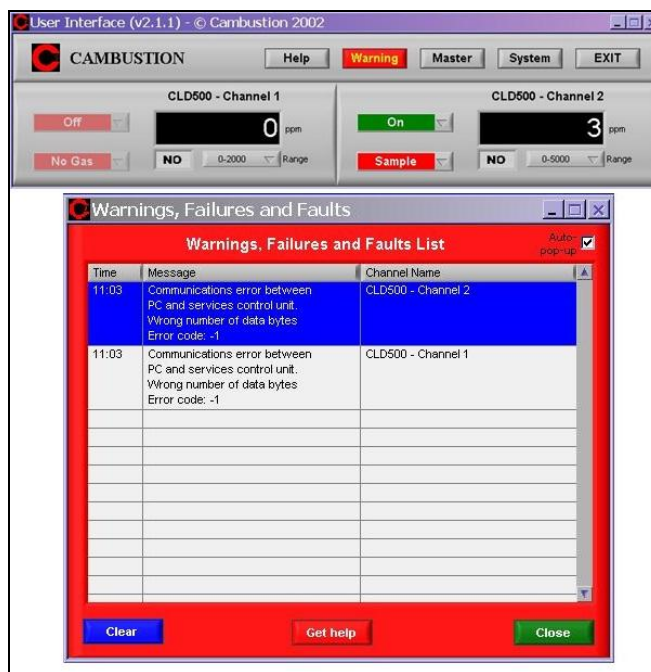 User Interface (v2.1.1) - © Cambustion 2002
CAMBUSTION
Help
Warning
Master
System
EXIT
CLD500 - Channel 1
Off
0 ppm
No Gas
NO
0-2000
Range
CLD500 - Channel 2
On
3 ppm
Sample
NO
0-5000
Range
Warnings, Failures and Faults
Warnings, Failures and Faults List
Auto-
pop-up
Time Message Channel Name
11:03 Communications error between CLD500 - Channel 2
PC and services control unit.
Wrong number of data bytes
Error code: -1
11:03 Communications error between CLD500 - Channel 1
PC and services control unit.
Wrong number of data bytes
Error code: -1
Clear
Get help
Close